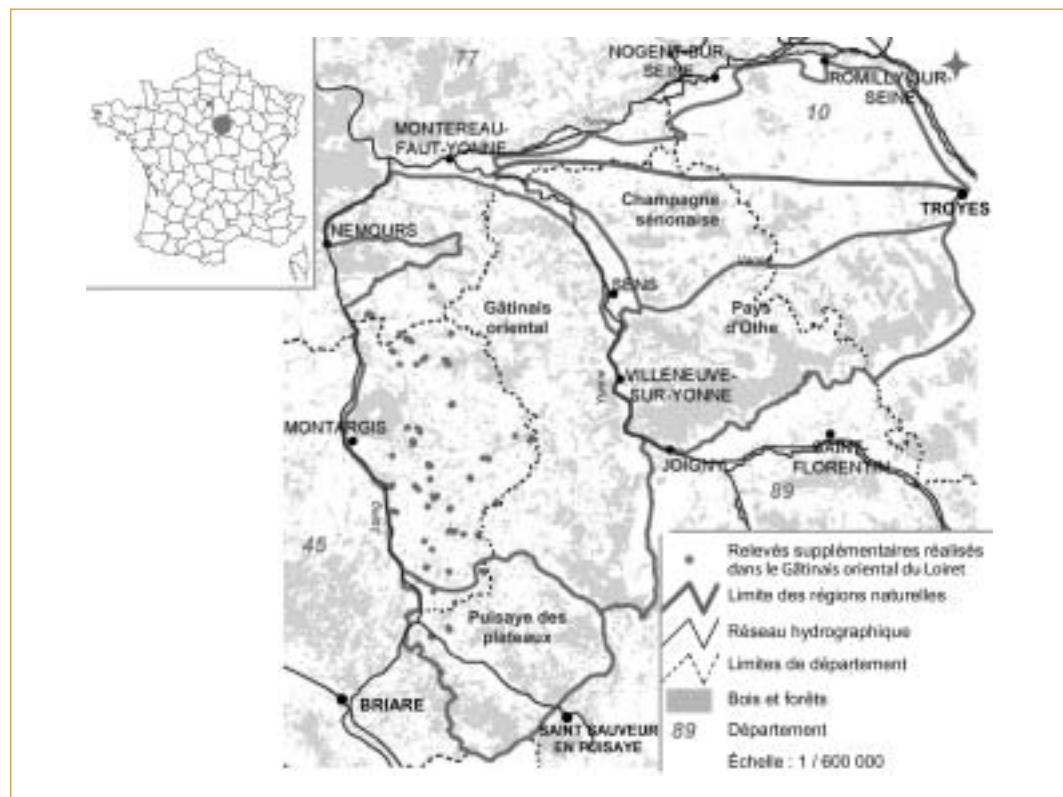 77
NOGENT-SUR-
SEINE
ROMILLY-SUR-
SEINE
10
MONTEREAU-
FAUT-YONNE
Champagne
sénonaise
TROYES
NEMOURS
SENS
Gâtinais
oriental
Pays
d'Othe
Yonne
VILLENEUVE-
SUR-YONNE
MONTARGIS
JOIGNY
SAINT-
FLORENTIN
89
Loing
45
Puisaye des
plateaux
BRIARE
SAINT SAUVEUR
EN PUISAYE
Relevés supplémentaires réalisés
dans le Gâtinais oriental du Loiret
Limite des régions naturelles
Réseau hydrographique
Limites de département
Bois et forêts
89 Département
Échelle : 1 / 600 000